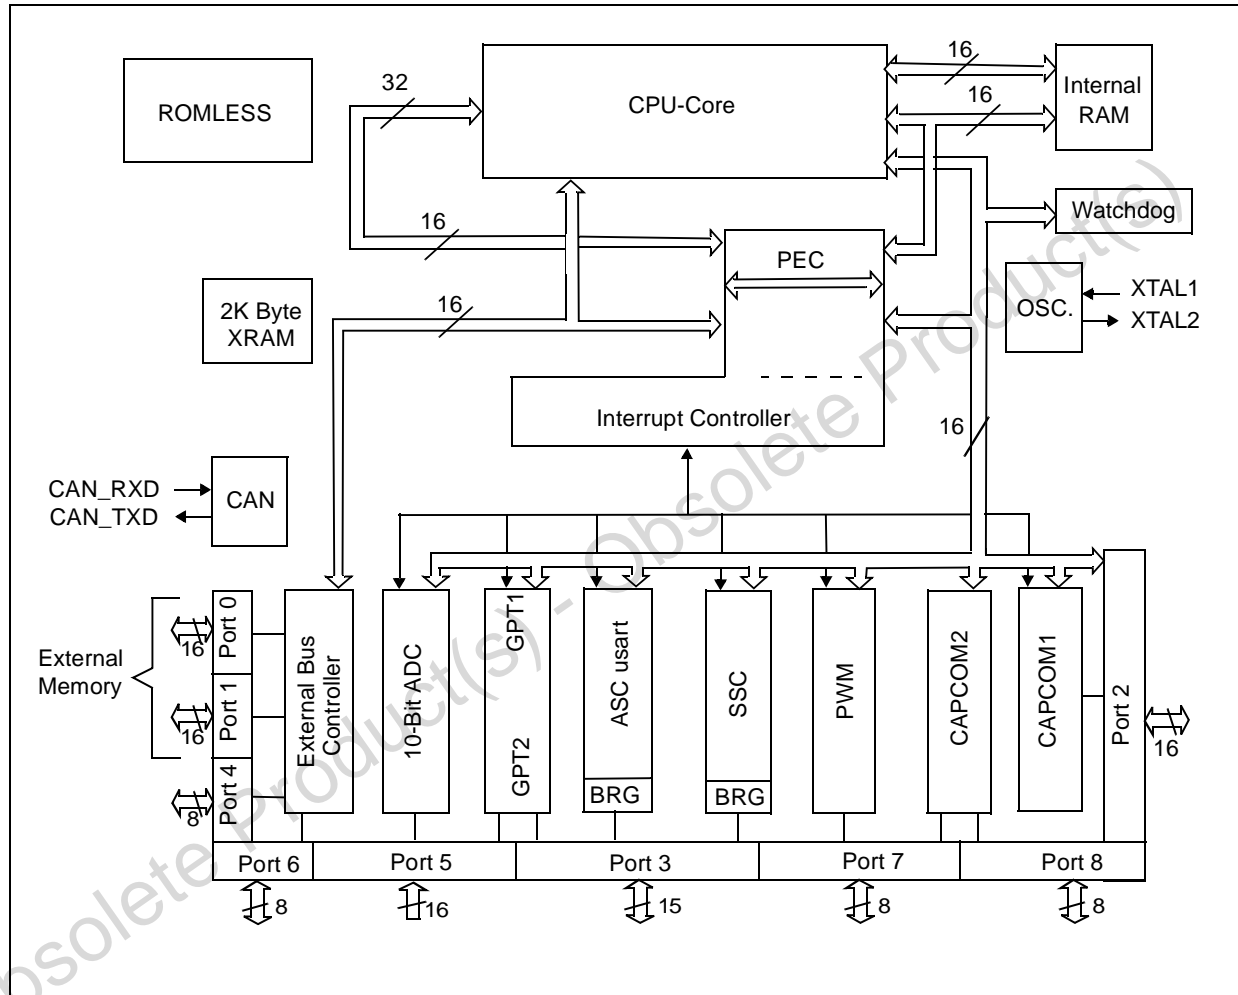 ROMLESS
32
CPU-Core
16
16
Internal
RAM
16
Watchdog
PEC
2K Byte
XRAM
16
OSC.
XTAL1
XTAL2
Interrupt Controller
16
CAN_RXD
CAN_TXD
CAN
External
Memory
16
16
8
Port 0
Port 1
Port 4
External Bus
Controller
10-Bit ADC
GPT1
GPT2
ASC usart
BRG
SSC
BRG
PWM
CAPCOM2
CAPCOM1
Port 2
16
Port 6
Port 5
Port 3
Port 7
Port 8
8
16
15
8
8
Obsolete Product(s) - Obsolete Product(s)